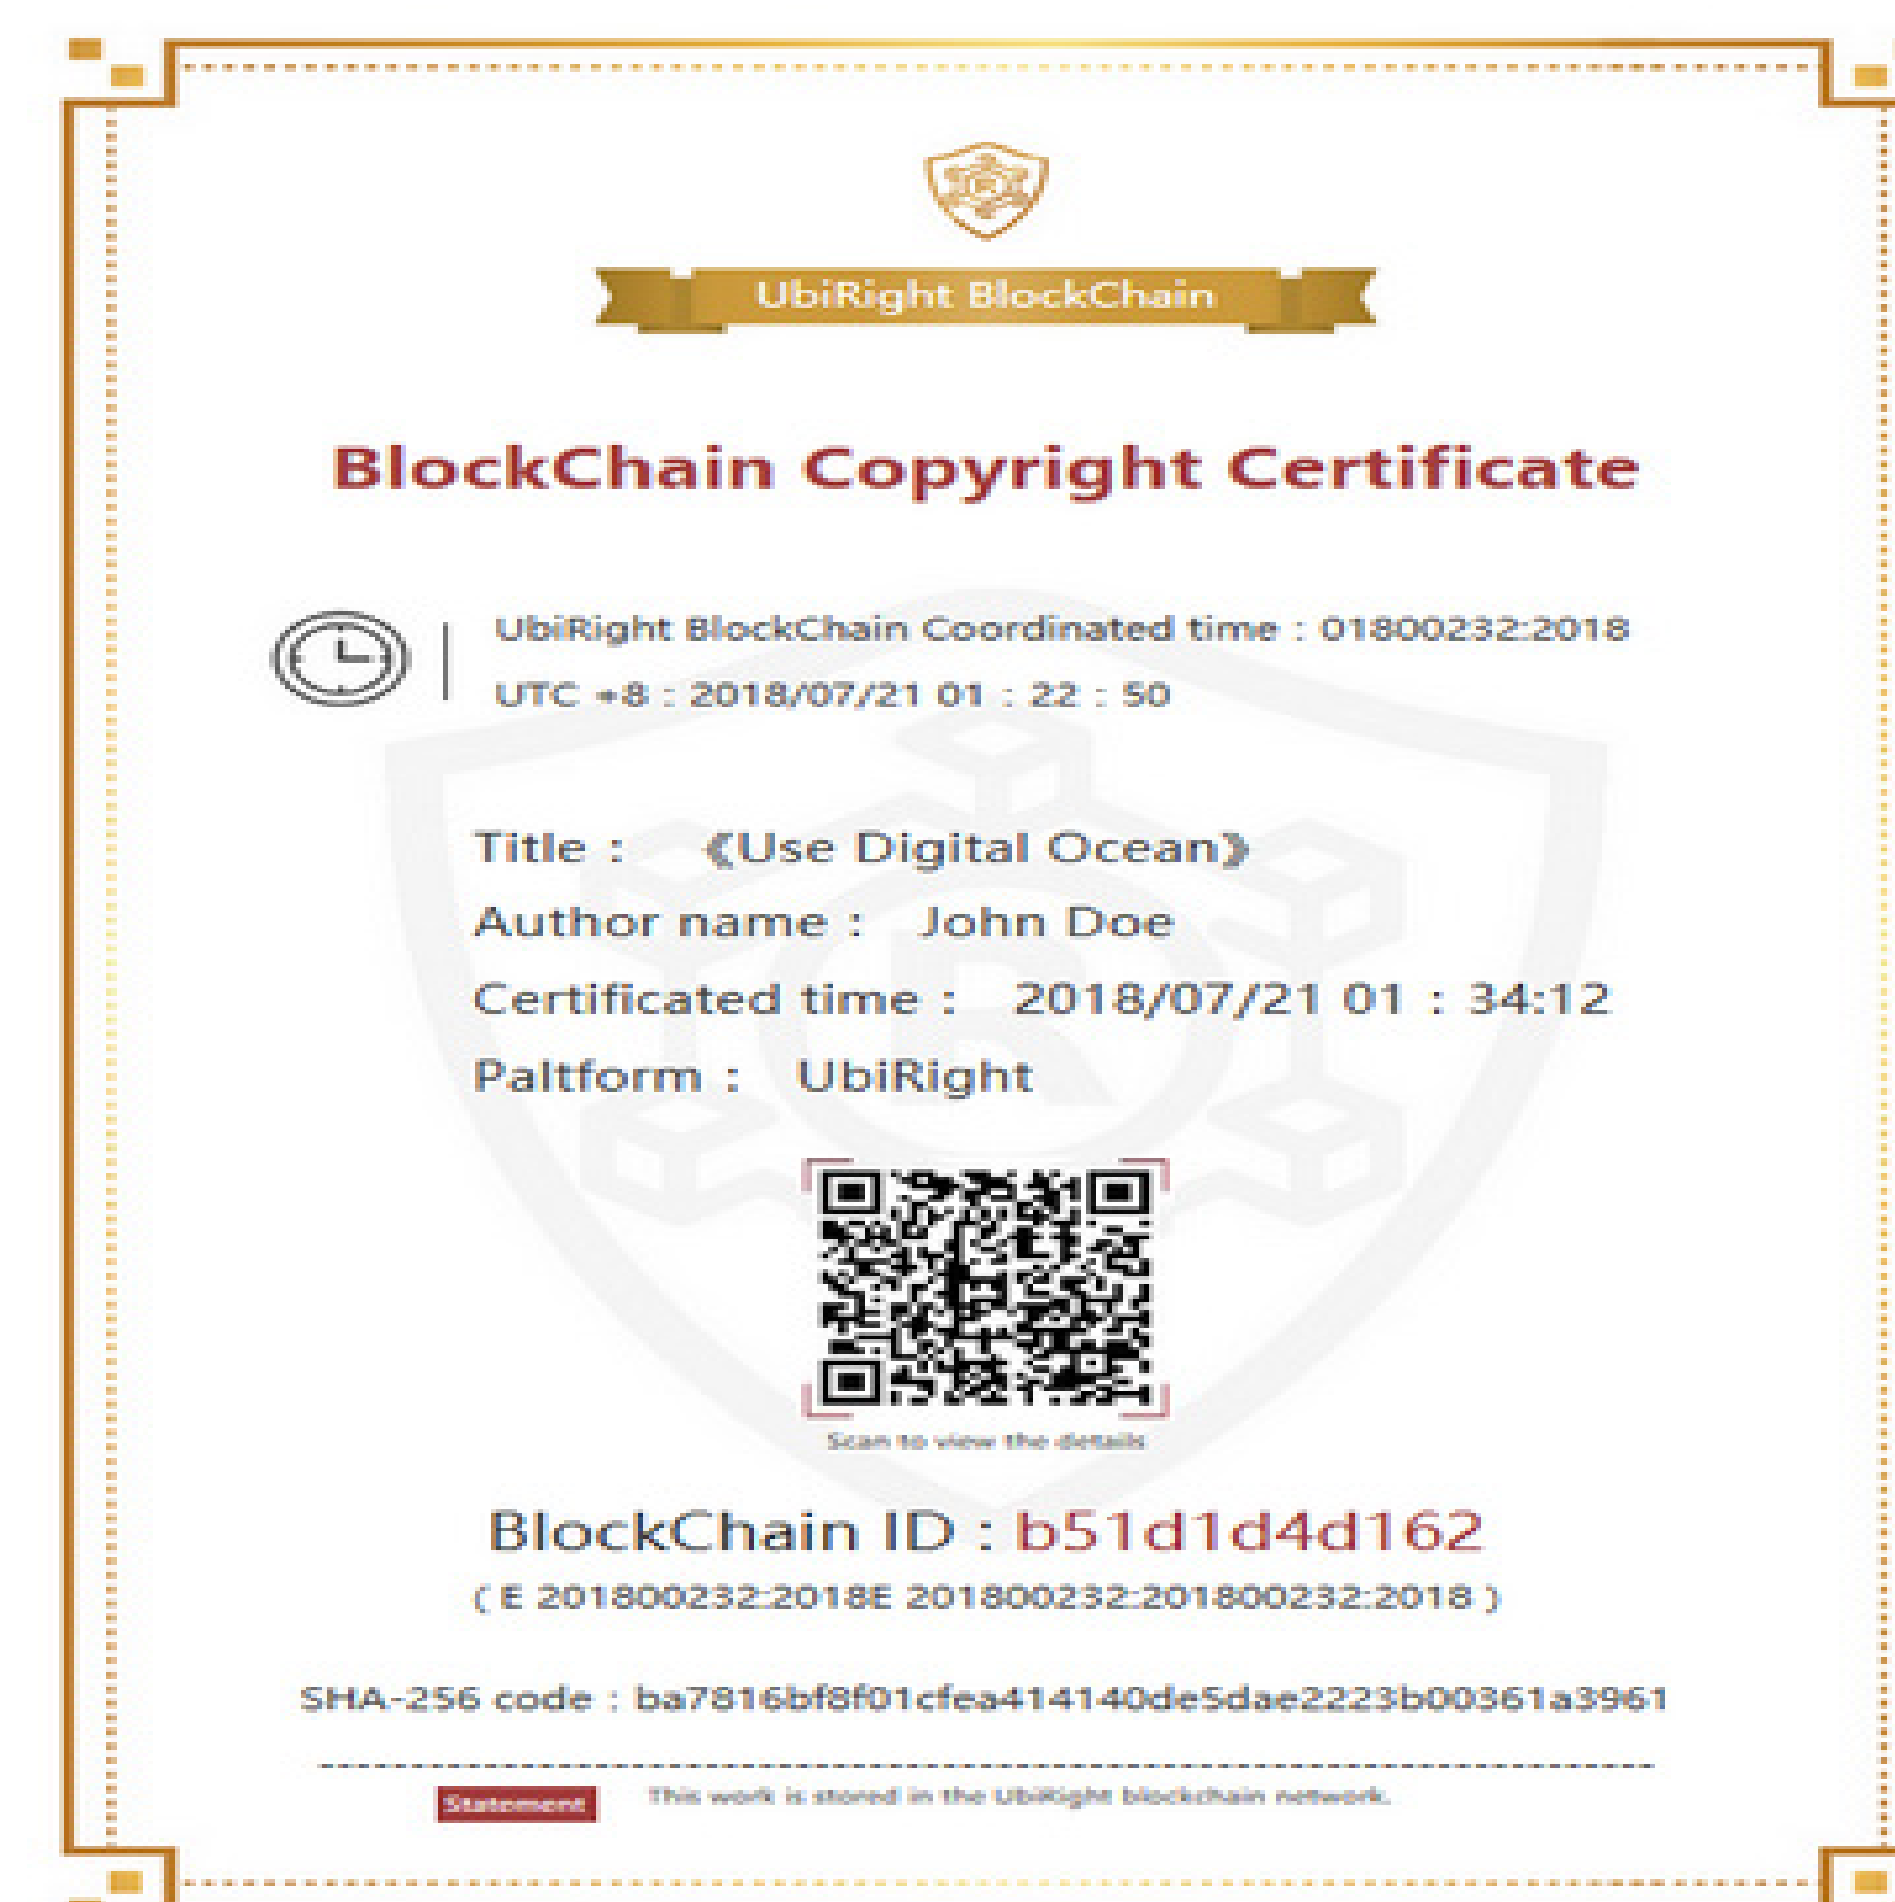 UbiRight BlockChain
BlockChain Copyright Certificate
UbiRight BlockChain Coordinated time : 01800232:2018
UTC +8 : 2018/07/21 01 : 22 : 50
Title : 《Use Digital Ocean》
Author name : John Doe
Certificated time : 2018/07/21 01 : 34:12
Paltform : UbiRight
Scan to view the details
BlockChain ID : b51d1d4d162
( E 201800232:2018E 201800232:201800232:2018 )
SHA-256 code : ba7816bf8f01cfea414140de5dae2223b00361a3961
Statement This work is stored in the UbiRight blockchain network.